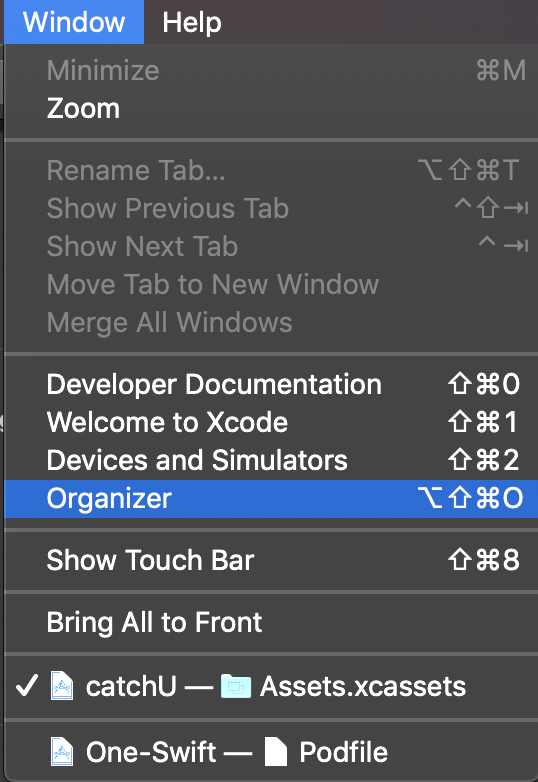 Window Help
Minimize ⌘M
Zoom
Rename Tab... ⌥⇧⌘T
Show Previous Tab ^⇧⇥
Show Next Tab ^⇥
Move Tab to New Window
Merge All Windows
Developer Documentation ⇧⌘0
Welcome to Xcode ⇧⌘1
Devices and Simulators ⇧⌘2
Organizer ⌥⇧⌘O
Show Touch Bar ⇧⌘8
Bring All to Front
✓ catchU — Assets.xcassets
One-Swift — Podfile